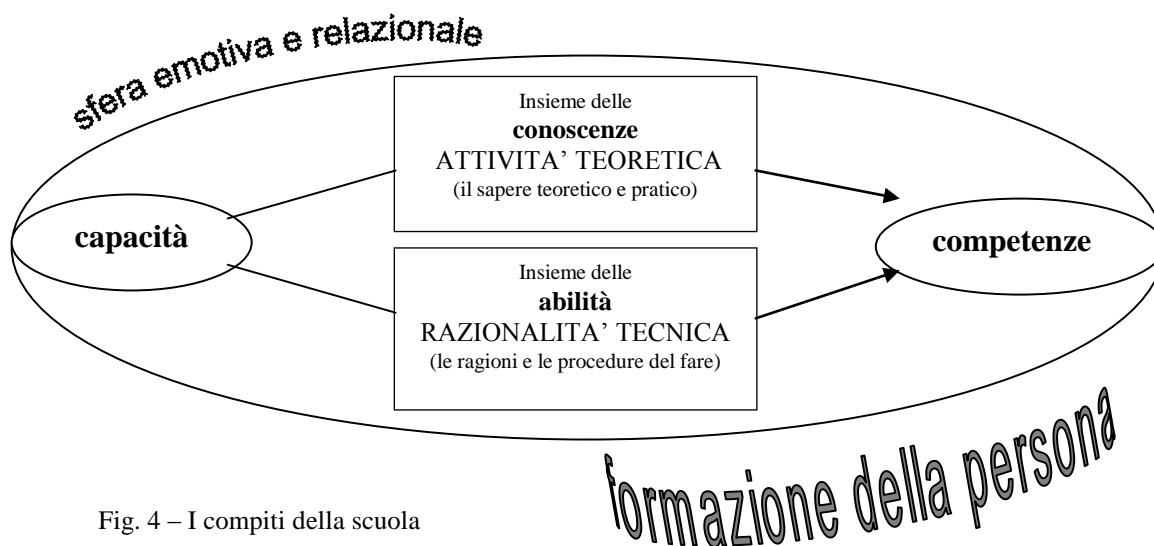 sfera emotiva e relazionale
Insieme delle
conoscenze
ATTIVITA’ TEORETICA
(il sapere teoretico e pratico)
capacità
competenze
Insieme delle
abilità
RAZIONALITA’ TECNICA
(le ragioni e le procedure del fare)
formazione della persona
Fig. 4 – I compiti della scuola